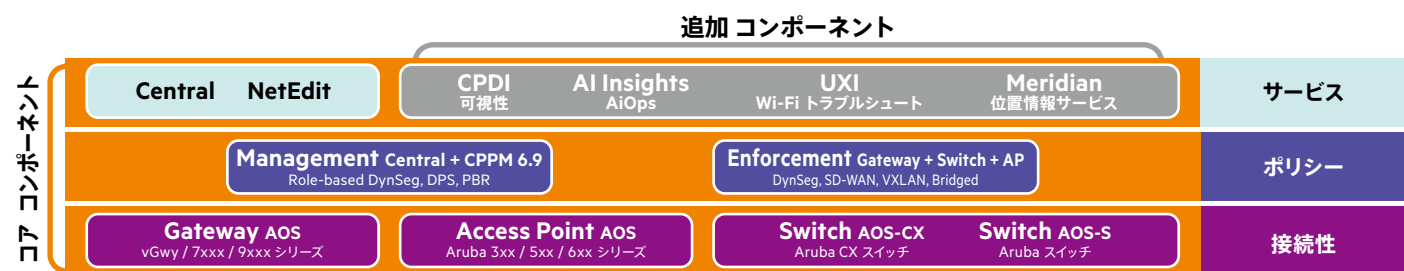 追加 コンポーネント
コア コンポーネント
Central NetEdit
CPDI AI Insights UXI Meridian
可視性 AiOps Wi-Fi トラブルシュート 位置情報サービス
サービス
Management Central + CPPM 6.9
Role-based DynSeg, DPS, PBR
Enforcement Gateway + Switch + AP
DynSeg, SD-WAN, VXLAN, Bridged
ポリシー
Gateway AOS
vGwy / 7xxx / 9xxx シリーズ
Access Point AOS
Aruba 3xx / 5xx / 6xx シリーズ
Switch AOS-CX Switch AOS-S
Aruba CX スイッチ Aruba スイッチ
接続性